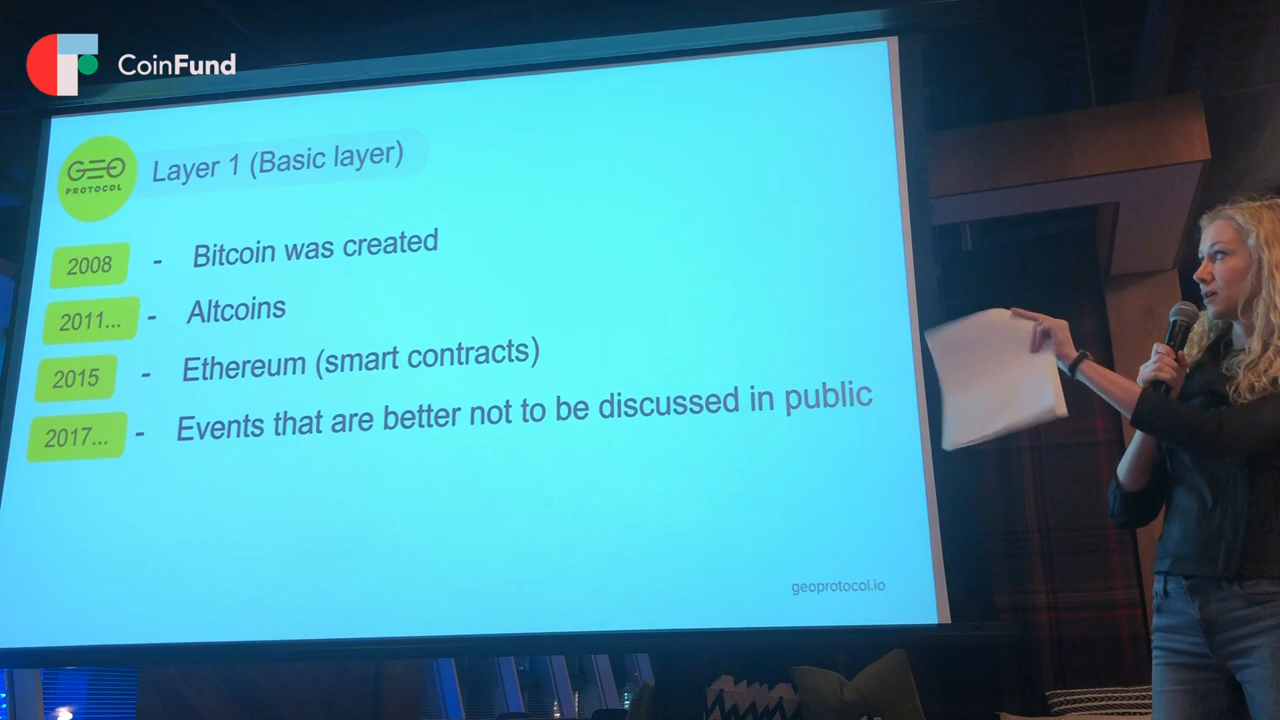 CoinFund
GEO
PROTOCOL
Layer 1 (Basic layer)
2008 - Bitcoin was created
2011... - Altcoins
2015 - Ethereum (smart contracts)
2017... - Events that are better not to be discussed in public
geoprotocol.io